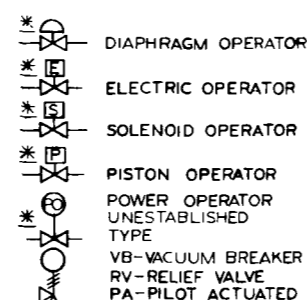 * DIAPHRAGM OPERATOR
* E ELECTRIC OPERATOR
* S SOLENOID OPERATOR
* P PISTON OPERATOR
PO POWER OPERATOR
* UNESTABLISHED
TYPE
VB-VACUUM BREAKER
RV-RELIEF VALVE
PA-PILOT ACTUATED